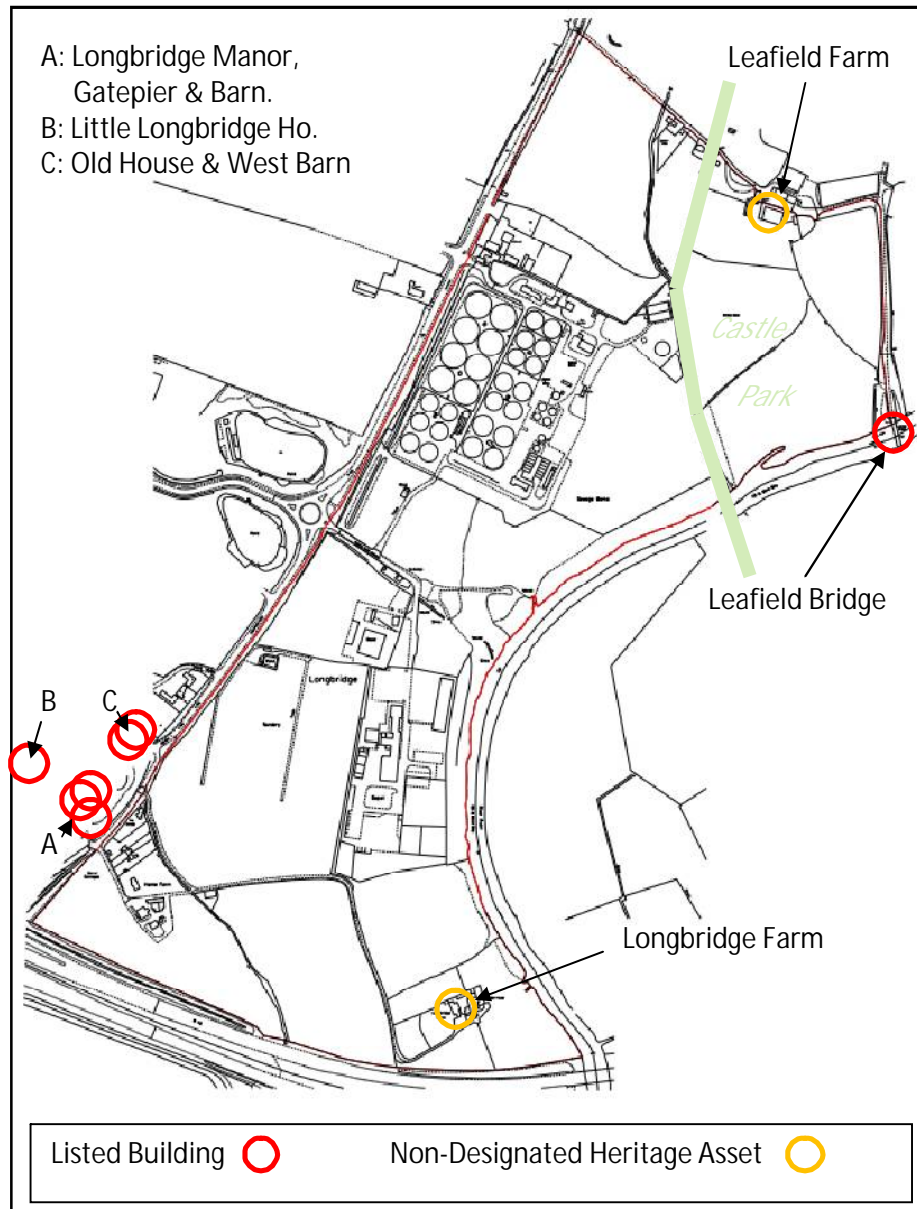 A: Longbridge Manor,
Gatepier & Barn.
B: Little Longbridge Ho.
C: Old House & West Barn
Leafield Farm
Castle
Park
Leafield Bridge
Longbridge
B
C
A
Longbridge Farm
Listed Building
Non-Designated Heritage Asset